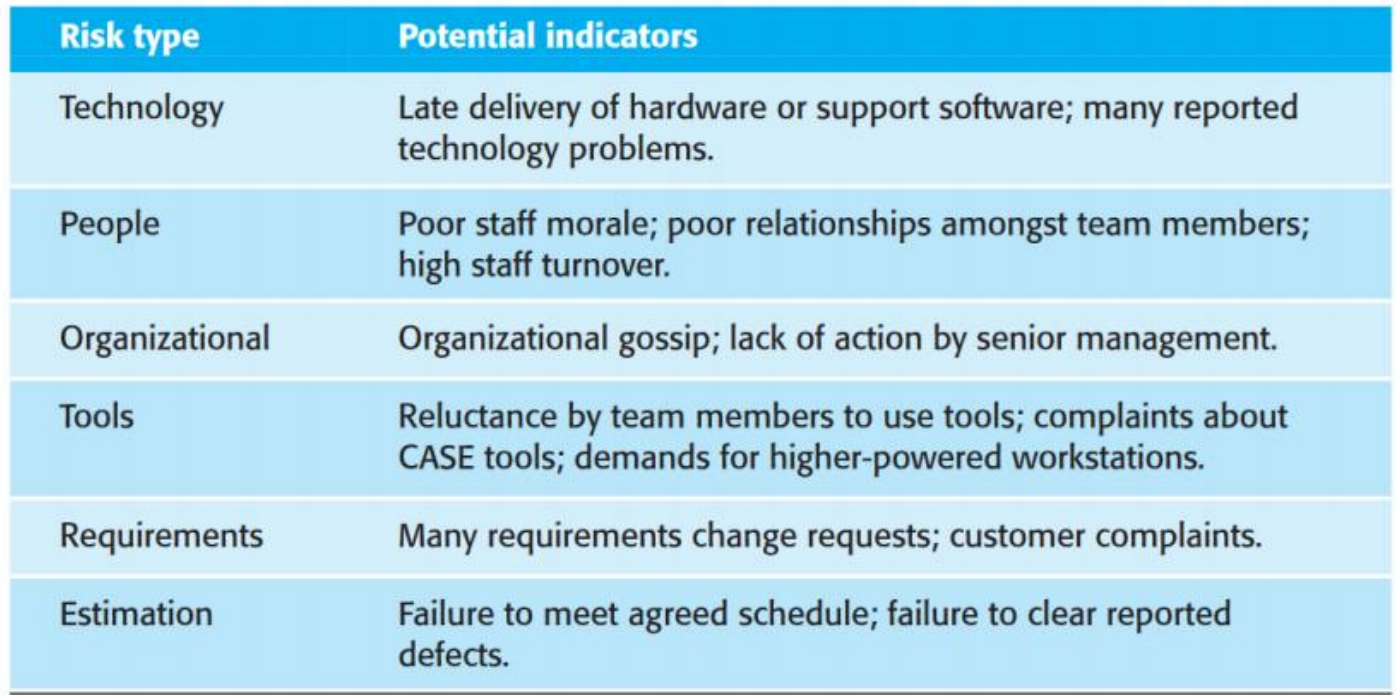 Risk type Potential indicators
Technology Late delivery of hardware or support software; many reported
technology problems.
People Poor staff morale; poor relationships amongst team members;
high staff turnover.
Organizational Organizational gossip; lack of action by senior management.
Tools Reluctance by team members to use tools; complaints about
CASE tools; demands for higher-powered workstations.
Requirements Many requirements change requests; customer complaints.
Estimation Failure to meet agreed schedule; failure to clear reported
defects.